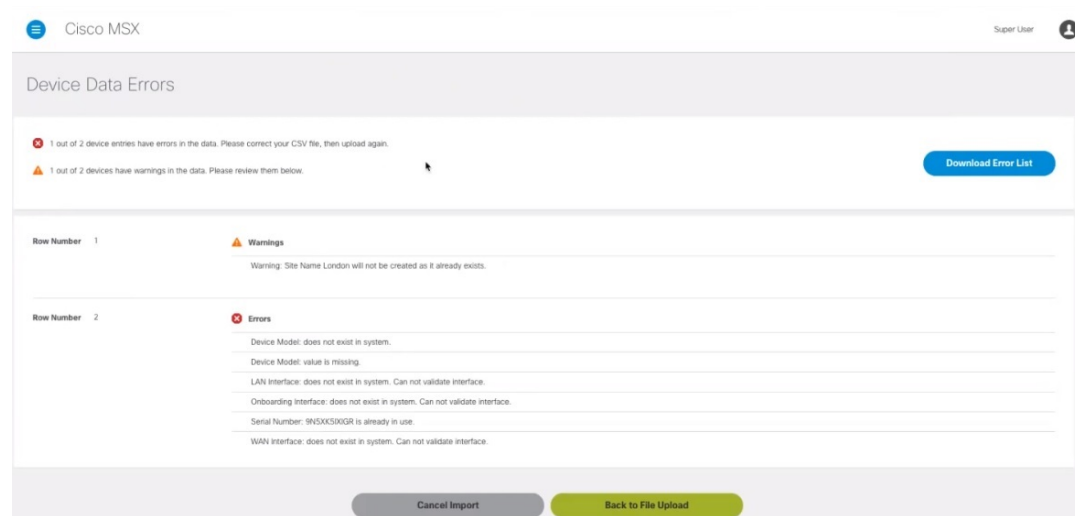 Cisco MSX
Super User
Device Data Errors
1 out of 2 device entries have errors in the data. Please correct your CSV file, then upload again.
1 out of 2 devices have warnings in the data. Please review them below.
Download Error List
Row Number 1
Warnings
Warning: Site Name London will not be created as it already exists.
Row Number 2
Errors
Device Model: does not exist in system.
Device Model: value is missing.
LAN Interface: does not exist in system. Can not validate interface.
Onboarding Interface: does not exist in system. Can not validate interface.
Serial Number: 9N5XK5IXIGR is already in use.
WAN Interface: does not exist in system. Can not validate interface.
Cancel Import
Back to File Upload